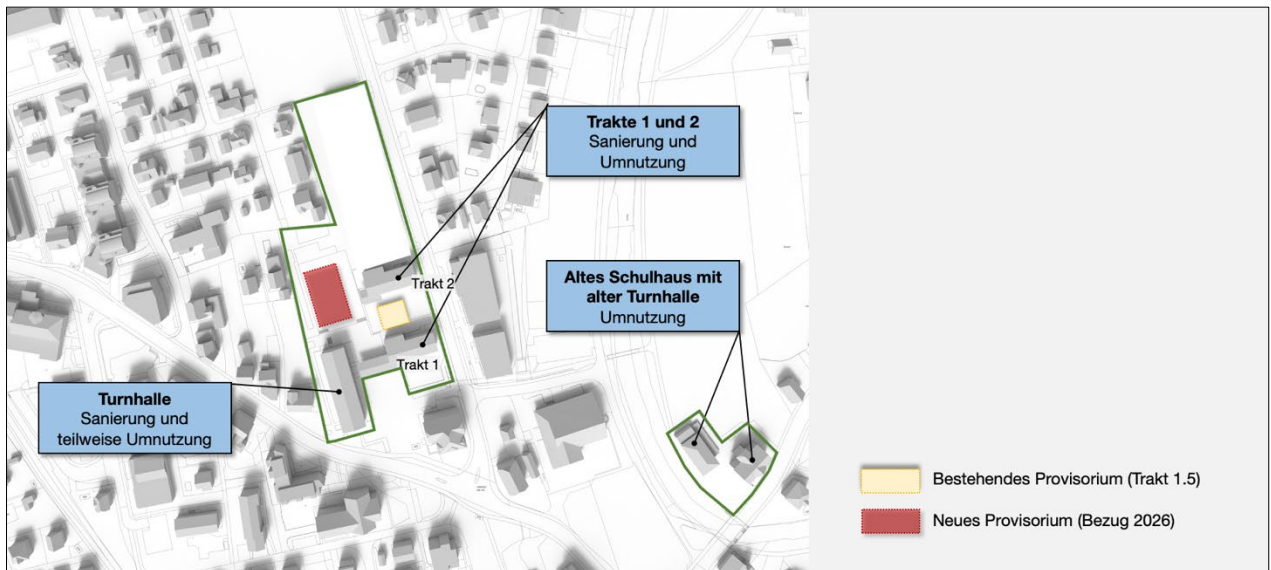 Trakte 1 und 2
Sanierung und
Umnutzung
Trakt 2
Altes Schulhaus mit
alter Turnhalle
Umnutzung
Trakt 1
Turnhalle
Sanierung und
teilweise Umnutzung
Bestehendes Provisorium (Trakt 1.5)
Neues Provisorium (Bezug 2026)